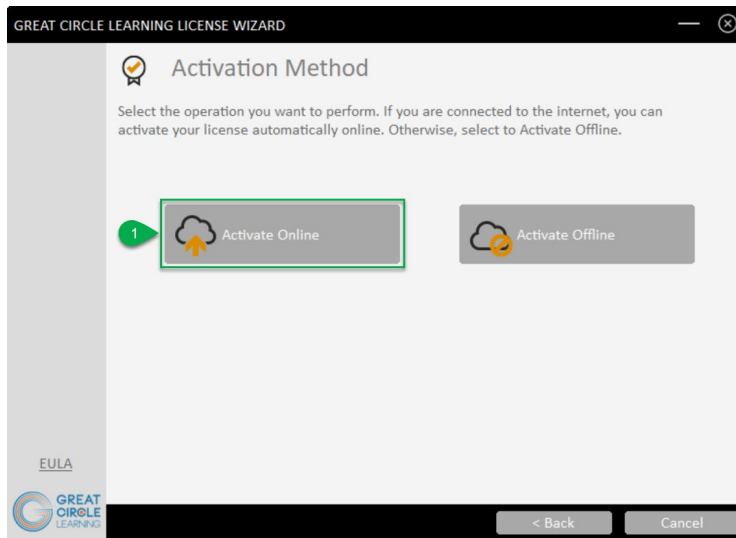 GREAT CIRCLE LEARNING LICENSE WIZARD
Activation Method
Select the operation you want to perform. If you are connected to the internet, you can
activate your license automatically online. Otherwise, select to Activate Offline.
1
Activate Online
Activate Offline
EULA
GREAT
CIRCLE
LEARNING
< Back
Cancel